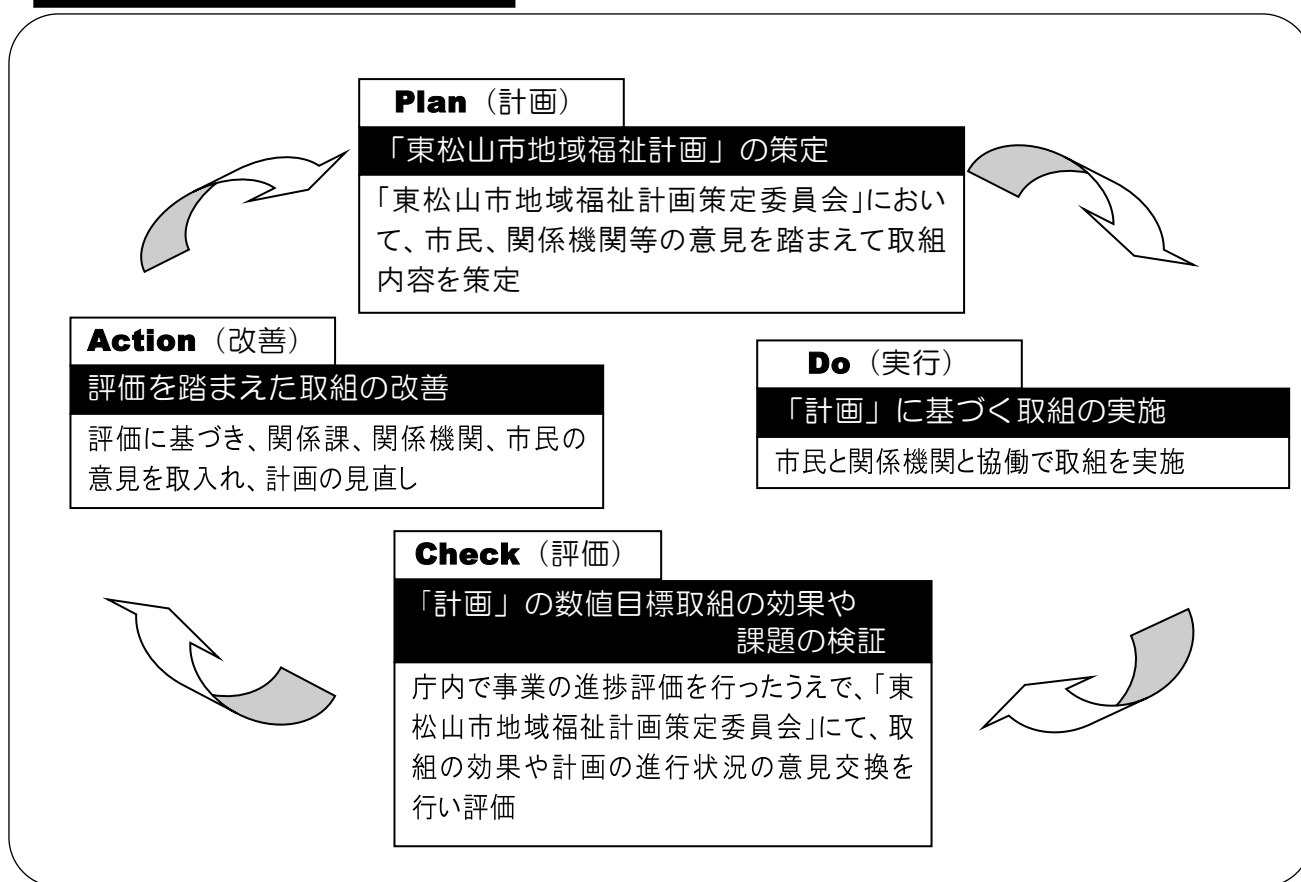 Plan（計画）
「東松山市地域福祉計画」の策定
「東松山市地域福祉計画策定委員会」におい
て、市民、関係機関等の意見を踏まえて取組
内容を策定
Do（実行）
「計画」に基づく取組の実施
市民と関係機関と協働で取組を実施
Check（評価）
「計画」の数値目標取組の効果や
課題の検証
庁内で事業の進捗評価を行ったうえで、「東
松山市地域福祉計画策定委員会」にて、取
組の効果や計画の進行状況の意見交換を
行い評価
Action（改善）
評価を踏まえた取組の改善
評価に基づき、関係課、関係機関、市民の
意見を取入れ、計画の見直し